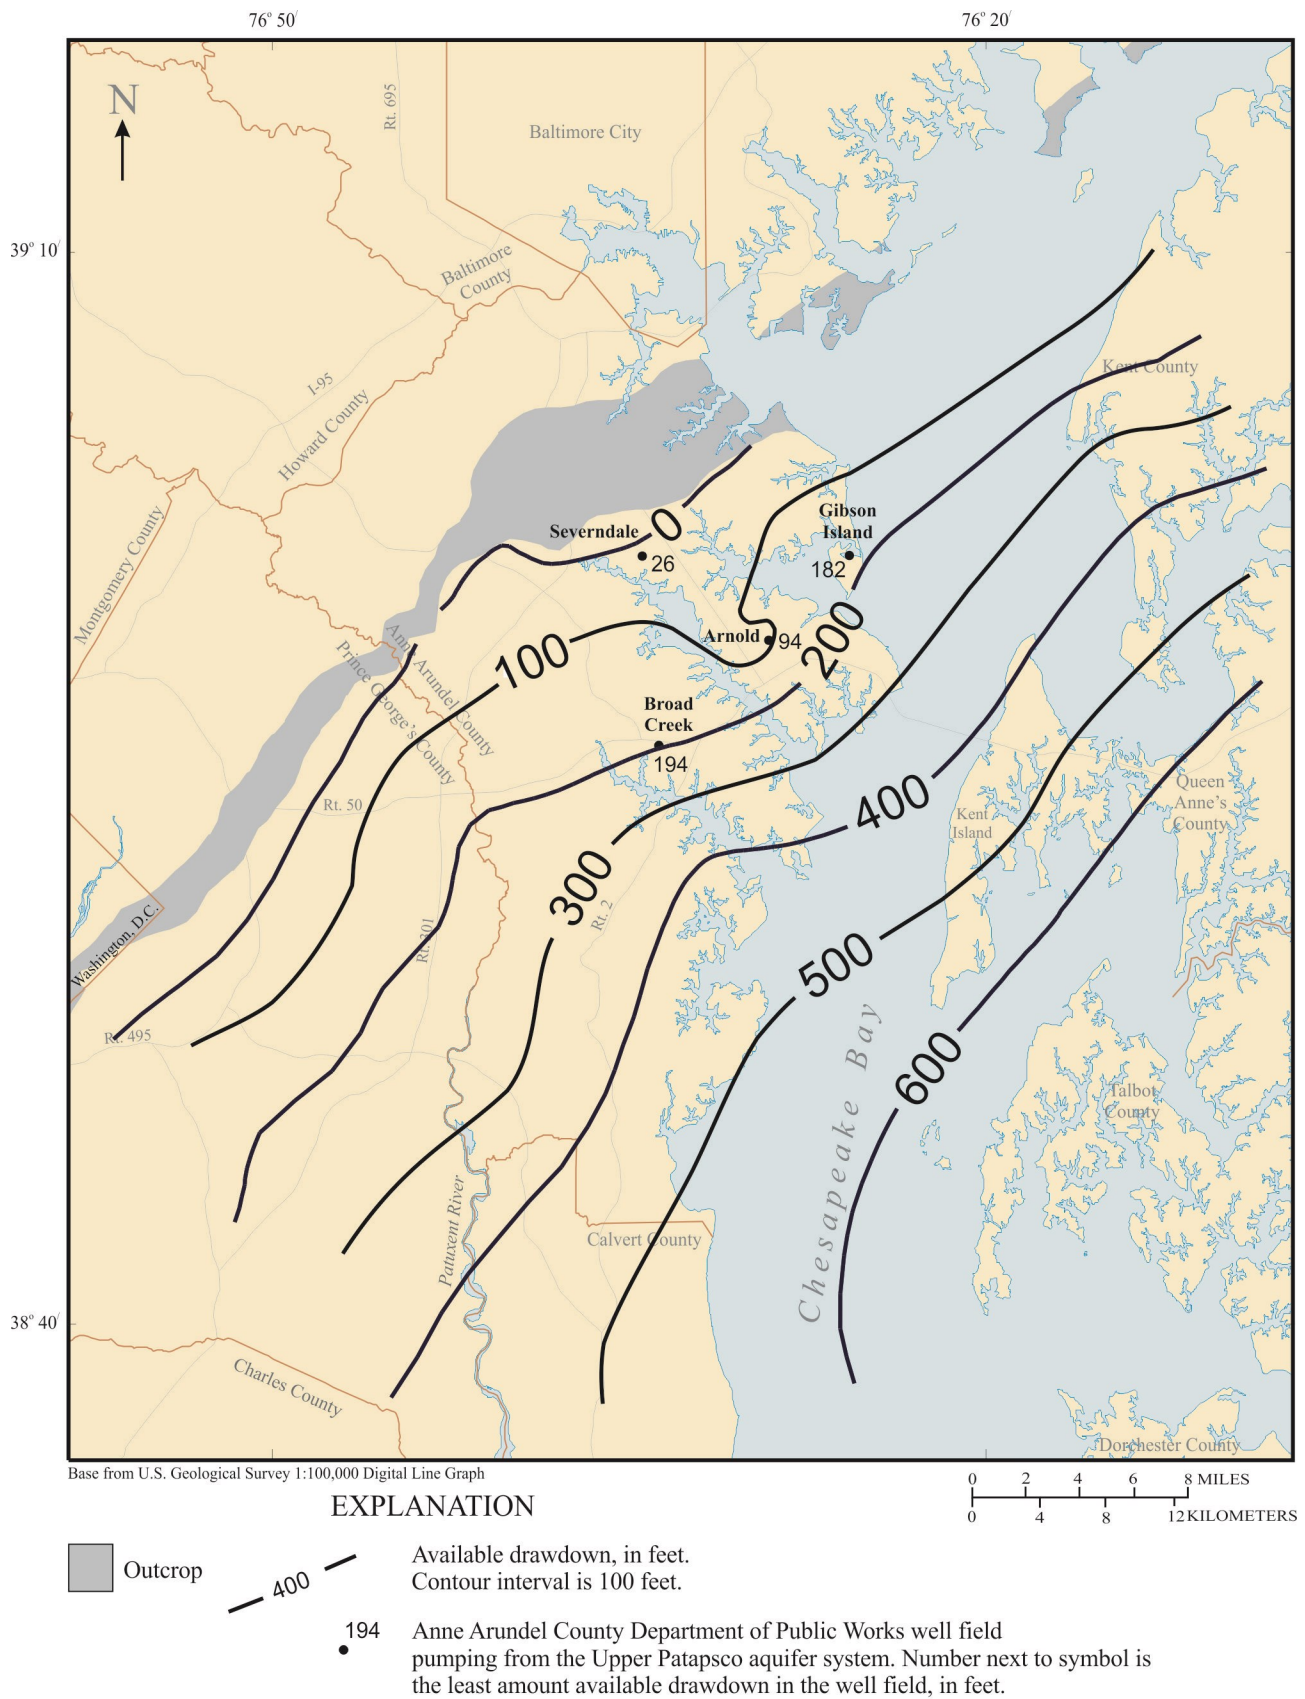 76° 50′
76° 20′
N
Rt. 695
Baltimore City
39° 10′
Baltimore
County
I-95
Kent County
Howard County
Montgomery County
Gibson
Island
Severndale
0
26
182
Anne Arundel County
Prince George's County
100
Arnold
94
200
Broad
Creek
194
Rt. 50
400
Kent
Island
Queen
Anne's
County
300
Rt. 2
Rt. 301
Washington, D.C.
500
Rt. 495
Chesapeake Bay
600
Talbot
County
Patuxent River
Calvert County
38° 40′
Charles County
Dorchester County
Base from U.S. Geological Survey 1:100,000 Digital Line Graph
0 2 4 6 8 MILES
0 4 8 12 KILOMETERS
EXPLANATION
Outcrop
400
Available drawdown, in feet.
Contour interval is 100 feet.
194
Anne Arundel County Department of Public Works well field
pumping from the Upper Patapsco aquifer system. Number next to symbol is
the least amount available drawdown in the well field, in feet.